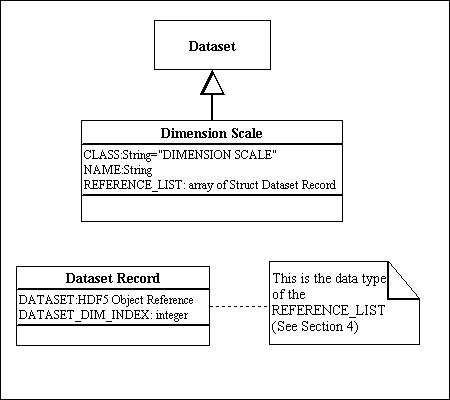 Dataset
Dimension Scale
CLASS:String="DIMENSION SCALE"
NAME:String
REFERENCE_LIST: array of Struct Dataset Record
Dataset Record
DATASET:HDF5 Object Reference
DATASET_DIM_INDEX: integer
This is the data type
of the
REFERENCE_LIST
(See Section 4)